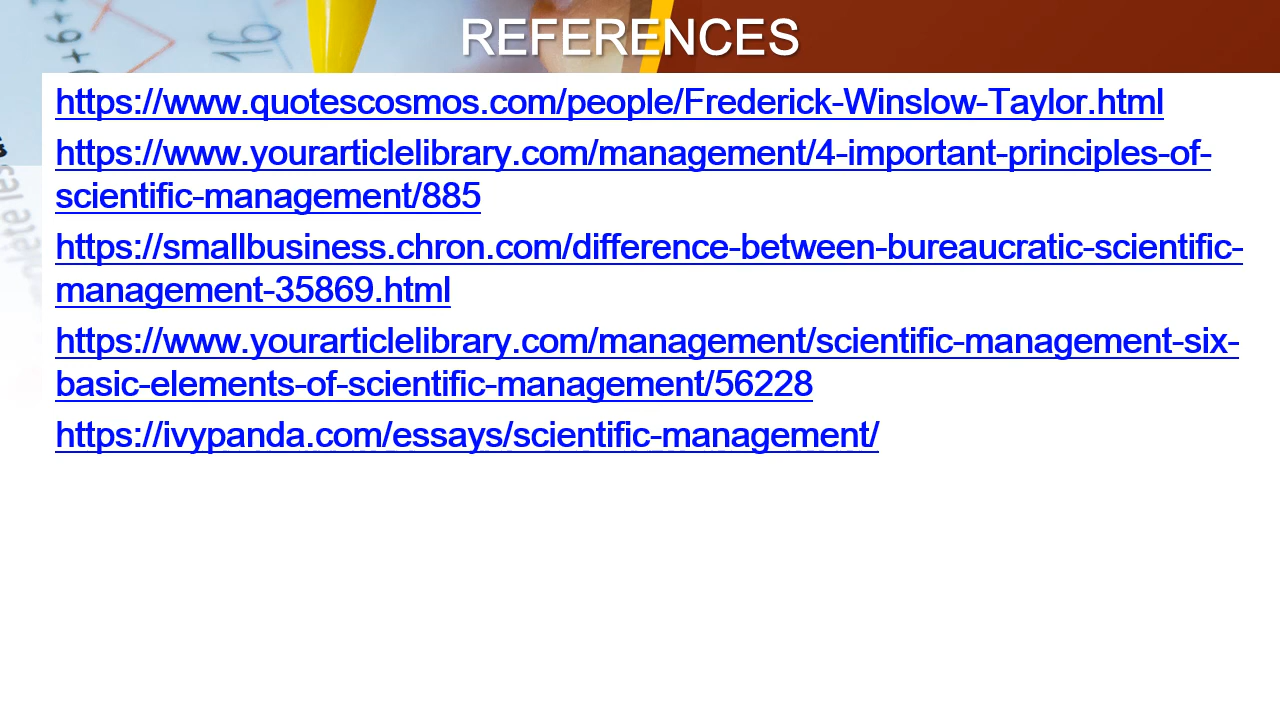 REFERENCES
https://www.quotescosmos.com/people/Frederick-Winslow-Taylor.html
https://www.yourarticlelibrary.com/management/4-important-principles-of-
scientific-management/885
https://smallbusiness.chron.com/difference-between-bureaucratic-scientific-
management-35869.html
https://www.yourarticlelibrary.com/management/scientific-management-six-
basic-elements-of-scientific-management/56228
https://ivypanda.com/essays/scientific-management/
16